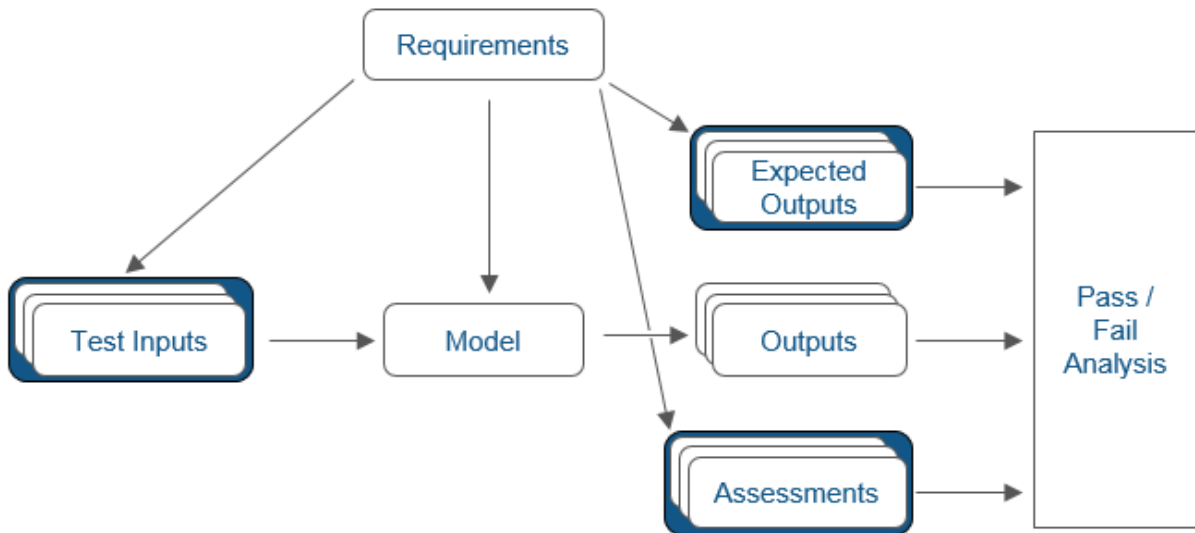 Requirements
Expected
Outputs
Test Inputs
Model
Outputs
Pass /
Fail
Analysis
Assessments